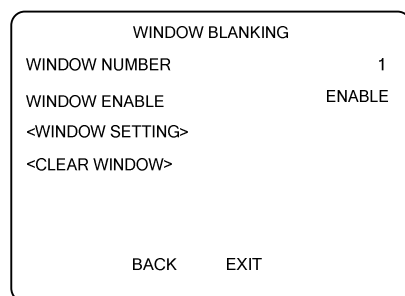 WINDOW BLANKING
WINDOW NUMBER 1
WINDOW ENABLE ENABLE
<WINDOW SETTING>
<CLEAR WINDOW>
BACK EXIT